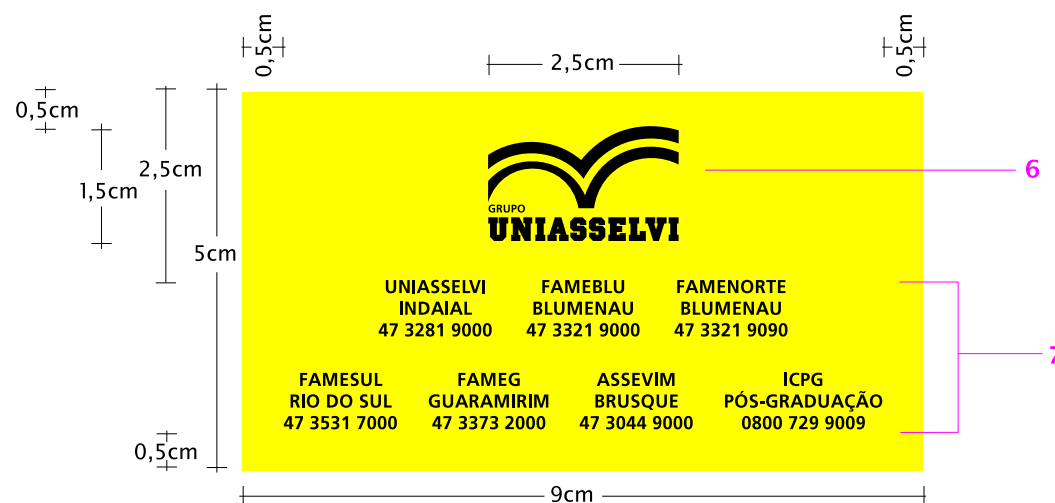 0,5cm
0,5cm
2,5cm
0,5cm
2,5cm
1,5cm
5cm
6
GRUPO
UNIASSELVI
UNIASSELVI
INDAIAL
47 3281 9000
FAMEBLU
BLUMENAU
47 3321 9000
FAMENORTE
BLUMENAU
47 3321 9090
7
FAMESUL
RIO DO SUL
47 3531 7000
FAMEG
GUARAMIRIM
47 3373 2000
ASSEVIM
BRUSQUE
47 3044 9000
ICPG
PÓS-GRADUAÇÃO
0800 729 9009
0,5cm
9cm